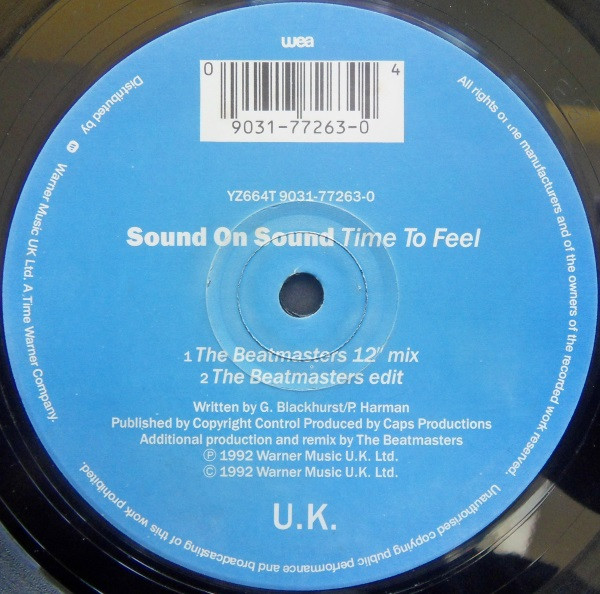 wea
0 4
9031-77263-0
YZ664T 9031-77263-0
Sound On Sound Time To Feel
1 The Beatmasters 12" mix
2 The Beatmasters edit
Written by G. Blackhurst/P. Harman
Published by Copyright Control Produced by Caps Productions
Additional production and remix by The Beatmasters
Ⓟ 1992 Warner Music U.K. Ltd.
© 1992 Warner Music U.K. Ltd.
U.K.
All rights of the manufacturers and of the owners of the recorded work reserved. Unauthorised copying public performance and broadcasting of this work prohibited.
Distributed by Warner Music UK Ltd. A Time Warner Company.